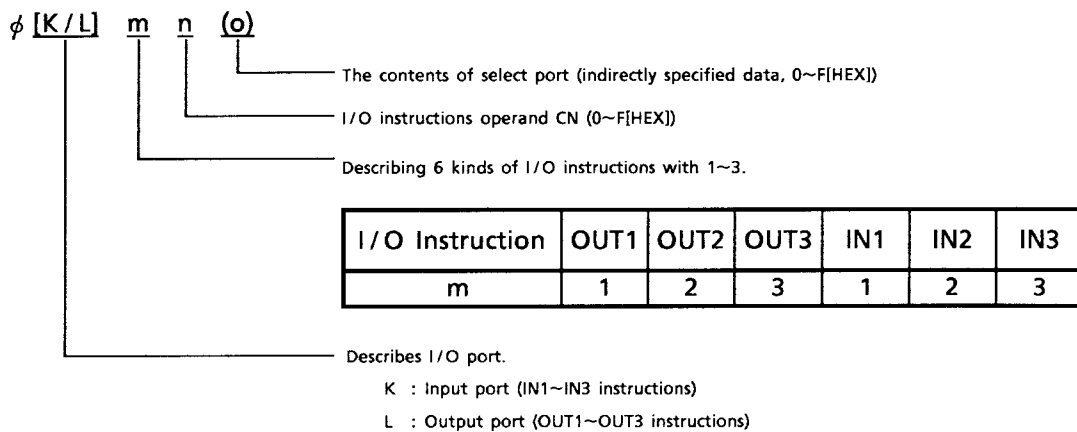 ϕ [K/L] m n (o)
The contents of select port (indirectly specified data, 0~F[HEX])
I/O instructions operand CN (0~F[HEX])
Describing 6 kinds of I/O instructions with 1~3.
I/O Instruction OUT1 OUT2 OUT3 IN1 IN2 IN3
m 1 2 3 1 2 3
Describes I/O port.
K : Input port (IN1~IN3 instructions)
L : Output port (OUT1~OUT3 instructions)